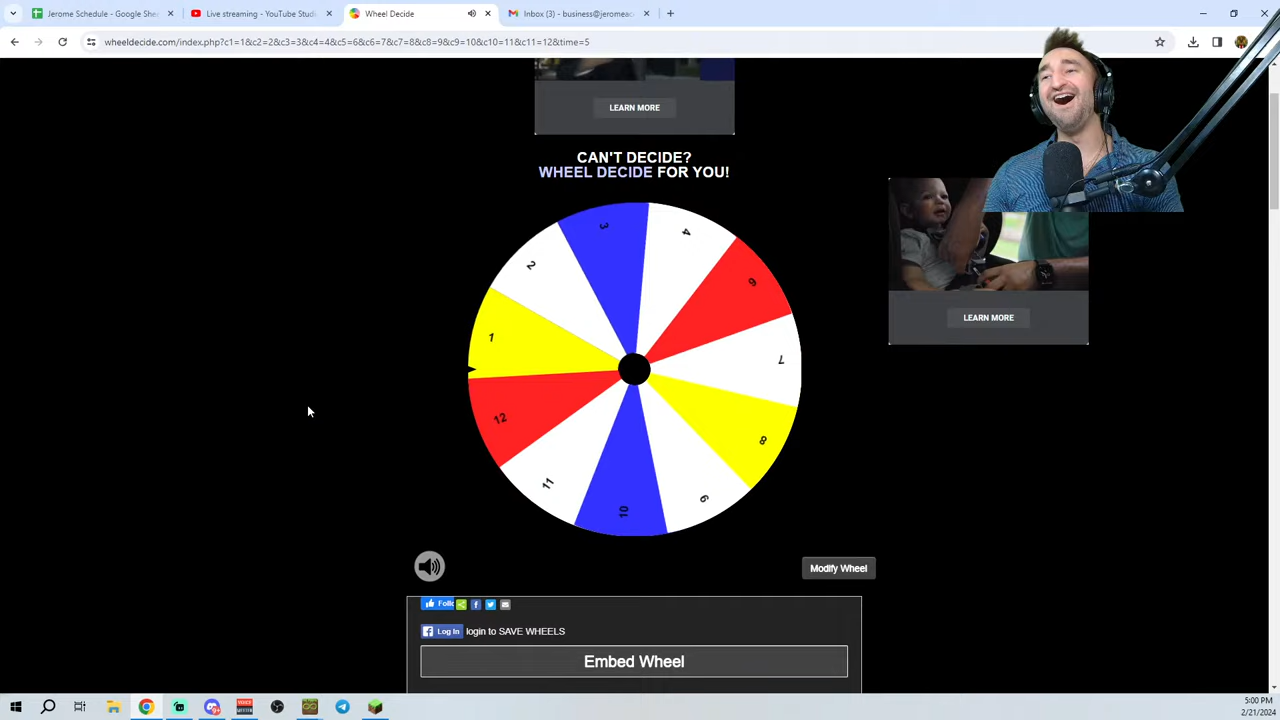 Jerome Schedule - Google She
Live streaming - YouTube Studi
Wheel Decide
Inbox (3) - business@jeromeac
wheeldecide.com/index.php?c1=1&c2=2&c3=3&c4=4&c5=6&c6=7&c7=8&c8=9&c9=10&c10=11&c11=12&time=5
LEARN MORE
CAN'T DECIDE?
WHEEL DECIDE FOR YOU!
3
4
2
6
1
7
LEARN MORE
12
8
11
9
10
Modify Wheel
Follo
Log In login to SAVE WHEELS
Embed Wheel
5:00 PM
2/21/2024